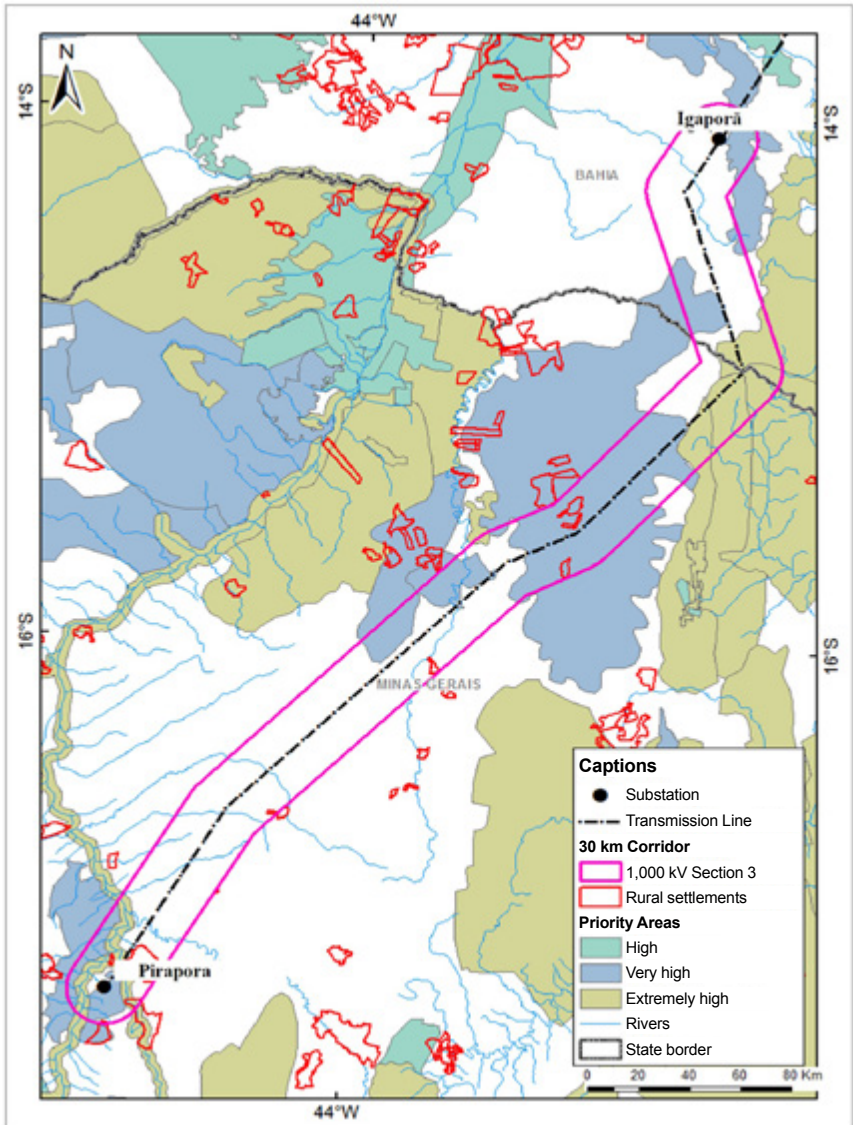 44°W
N
14°S
14°S
Igaporã
BAHIA
16°S
16°S
MINAS GERAIS
Pirapora
Captions
Substation
Transmission Line
30 km Corridor
1,000 kV Section 3
Rural settlements
Priority Areas
High
Very high
Extremely high
Rivers
State border
0 20 40 60 80 Km
44°W